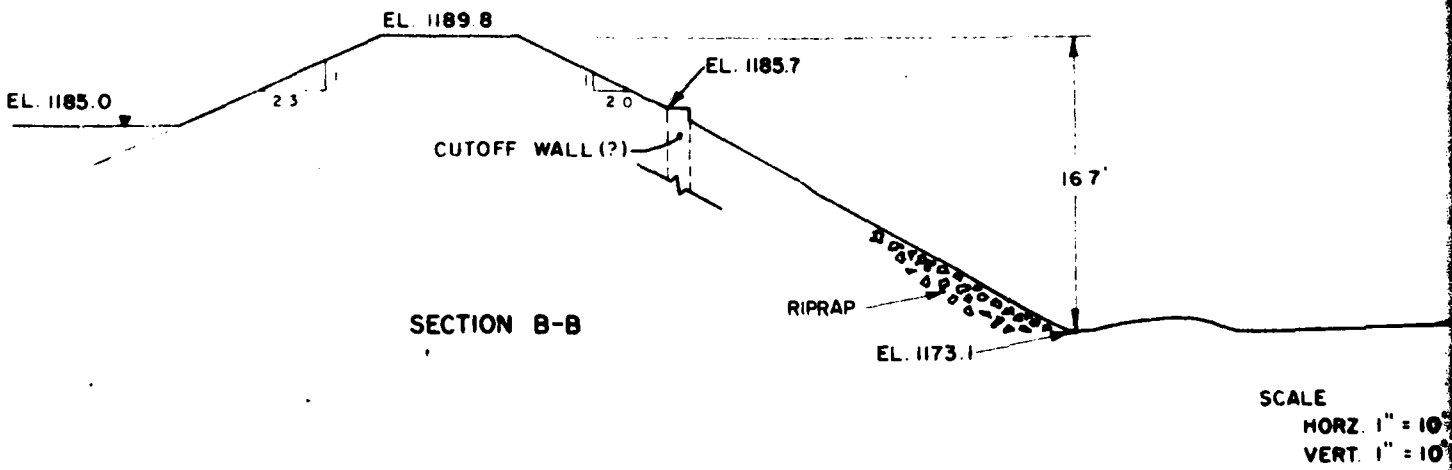 EL. 1189.8
EL. 1185.7
EL. 1185.0
1
2.3
1
2.0
CUTOFF WALL (?)
16.7'
RIPRAP
SECTION B-B
EL. 1173.1
SCALE
HORZ. 1" = 10'
VERT. 1" = 10'